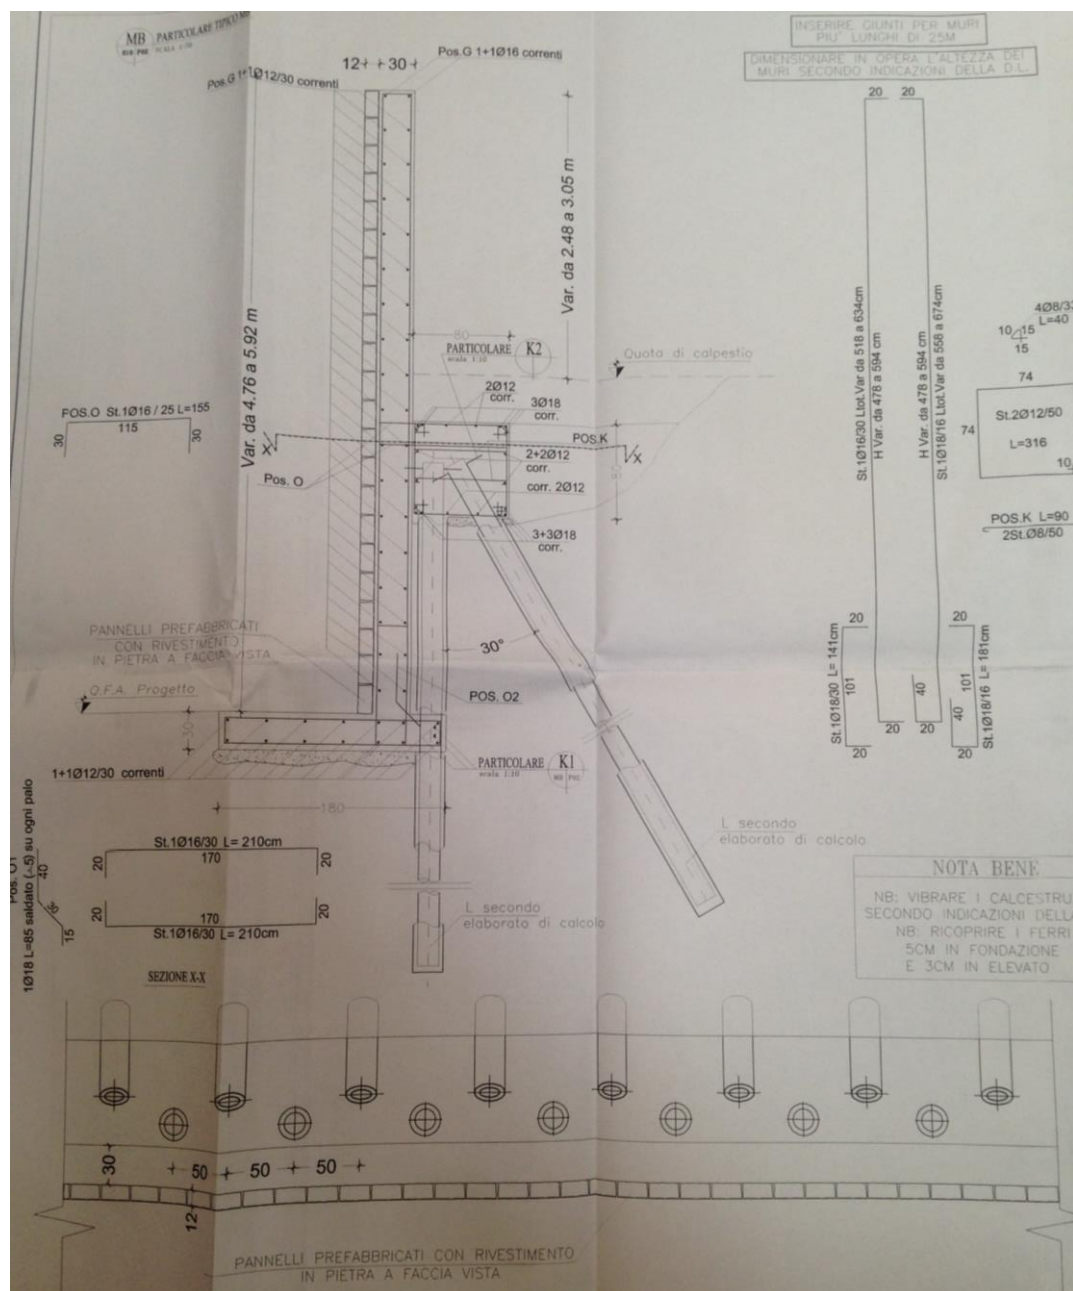 MB PARTICOLARE TIPICO
SCALA
INSERIRE GIUNTI PER MURI
PIU' LUNGHI DI 25M
DIMENSIONARE IN OPERA L'ALTEZZA DEI
MURI SECONDO INDICAZIONI DELLA D.L.
Pos.G 1+1Ø16 correnti
12 30
Pos.G 1+1Ø12/30 correnti
20 20
Var. da 2.48 a 3.05 m
Var. da 4.76 a 5.92 m
80
PARTICOLARE K2
scala 1:10
Quota di calpestio
2Ø12
corr.
3Ø18
corr.
POS.K
X X
2+2Ø12
corr.
corr. 2Ø12
3+3Ø18
corr.
Pos. O
POS.O St.1Ø16 / 25 L=155
115
30 30
St.1Ø16/30 Ltot.Var da 518 a 634cm
H Var. da 478 a 594 cm
H Var. da 478 a 594 cm
St.1Ø18/16 Ltot.Var da 558 a 674cm
L=40
10 15
15
74
74
St.2Ø12/50
L=316
10
POS.K L=90
2St.Ø8/50
30°
PANNELLI PREFABBRICATI
CON RIVESTIMENTO
IN PIETRA A FACCIA VISTA
Q.F.A. Progetto
POS. O2
30
PARTICOLARE K1
scala 1:10
1+1Ø12/30 correnti
180
20 20
St.1Ø18/30 L= 141cm
101
40
40
101
St.1Ø18/16 L= 181cm
20 20
20 20
St.1Ø16/30 L= 210cm
170
20 20
20 20
170
St.1Ø16/30 L= 210cm
1Ø18 L=85 saldato su ogni palo
40
30
15
L secondo
elaborato di calcolo
L secondo
elaborato di calcolo
NOTA BENE
NB: VIBRARE I CALCESTRU
SECONDO INDICAZIONI DELLA
NB: RICOPRIRE I FERRI
5CM IN FONDAZIONE
E 3CM IN ELEVATO
SEZIONE X-X
30
50 50 50
12
PANNELLI PREFABBRICATI CON RIVESTIMENTO
IN PIETRA A FACCIA VISTA